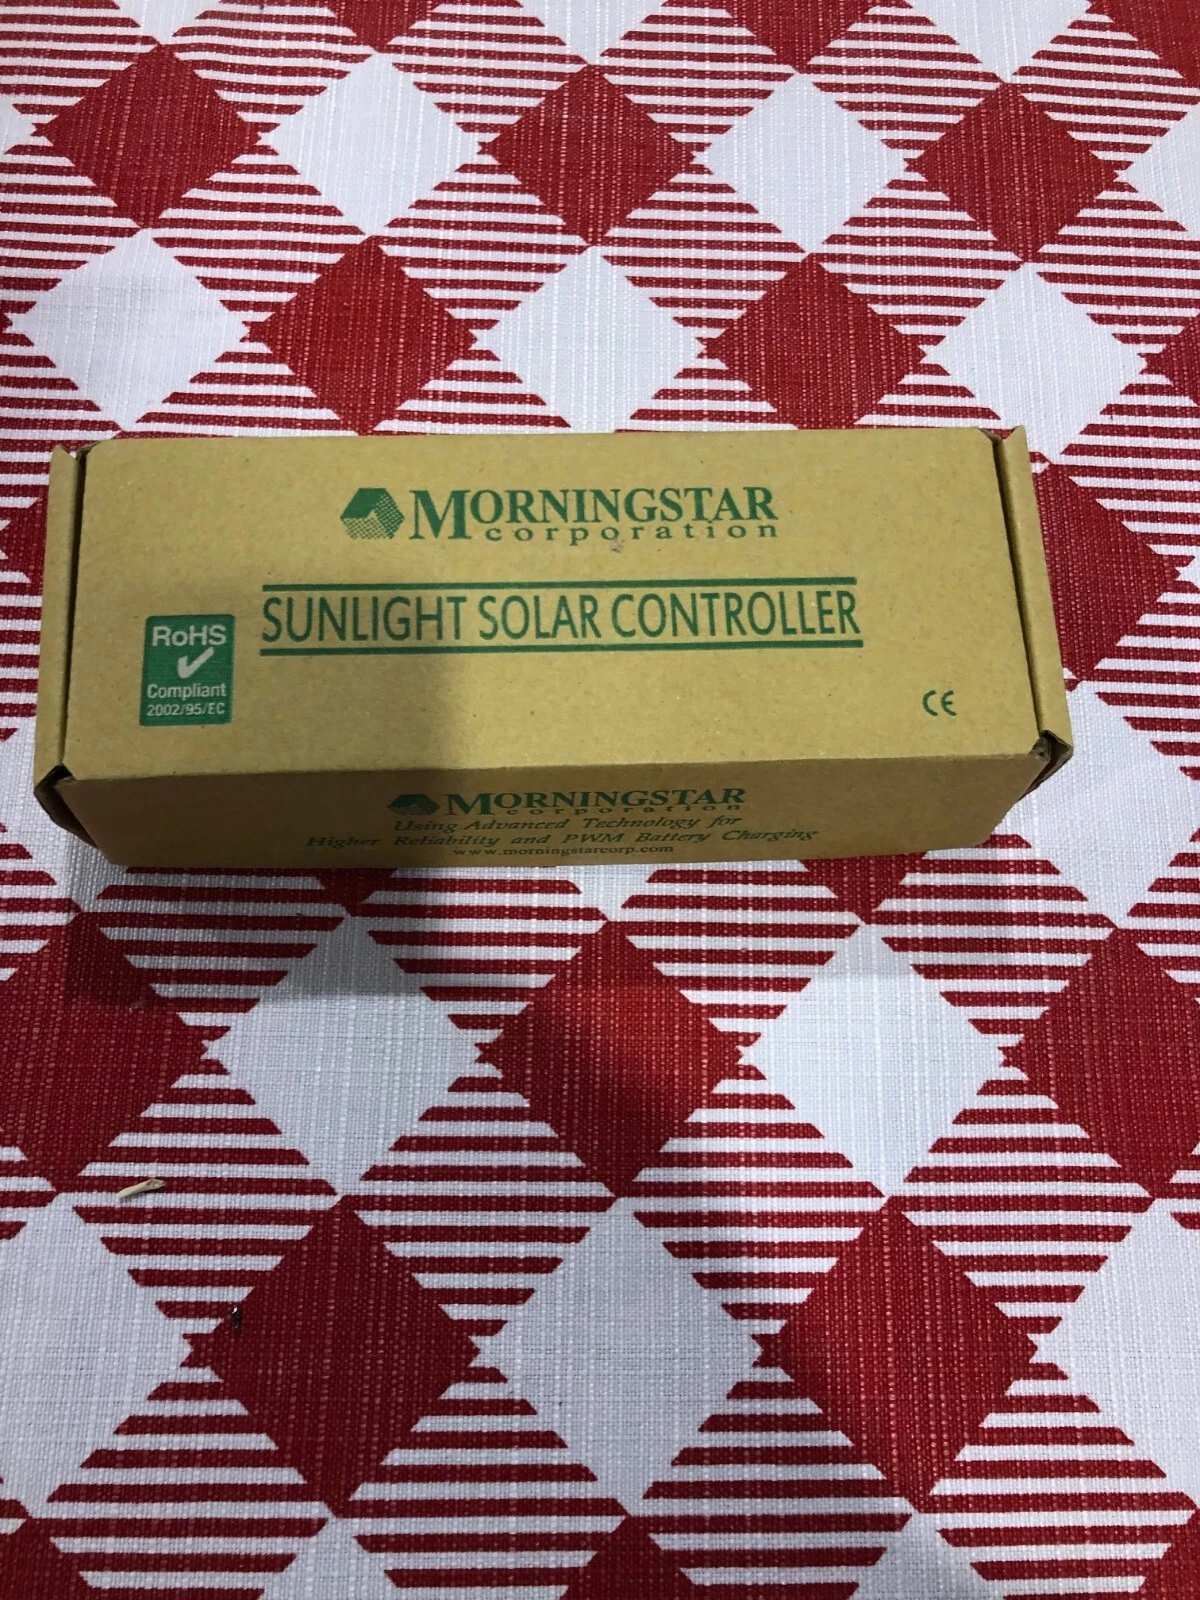 MORNINGSTAR
corporation
SUNLIGHT SOLAR CONTROLLER
RoHS
Compliant
2002/95/EC
CE
MORNINGSTAR
corporation
Using Advanced Technology for
Higher Reliability and PWM Battery Charging
www.morningstarcorp.com